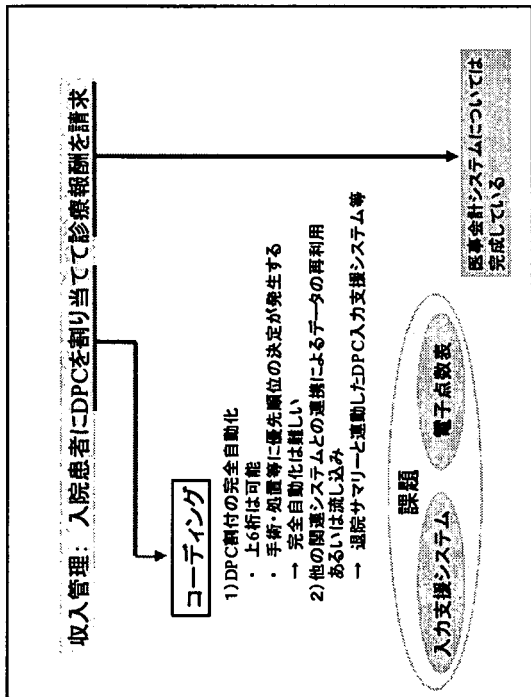 収入管理: 入院患者にDPCを割り当てて診療報酬を請求
コーディング
1)DPC割付の完全自動化
・ 上6桁は可能
・ 手術・処置等に優先順位の決定が発生する
→ 完全自動化は難しい
2)他の関連システムとの連携によるデータの再利用
あるいは流し込み
→ 退院サマリーと連動したDPC入力支援システム等
課題
入力支援システム
電子点数表
医事会計システムについては
完成している